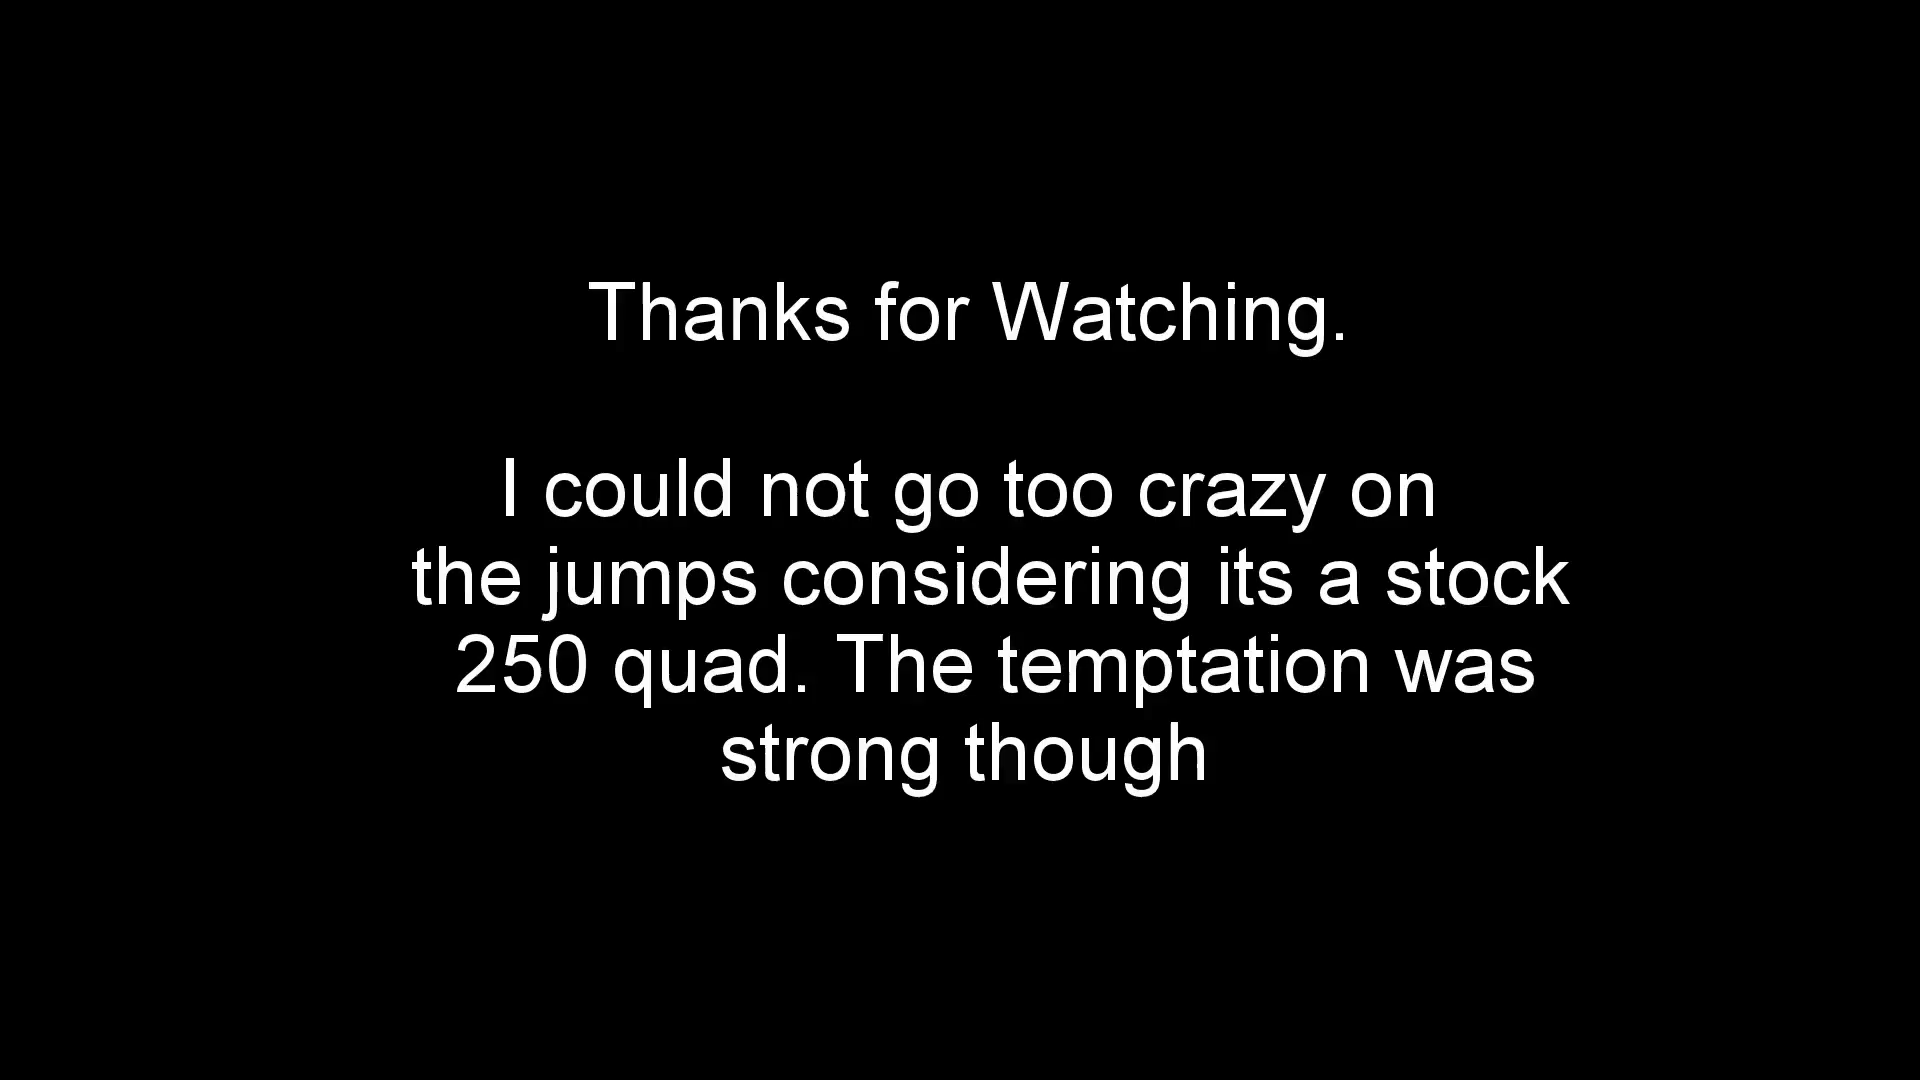 Thanks for Watching.
I could not go too crazy on
the jumps considering its a stock
250 quad. The temptation was
strong though